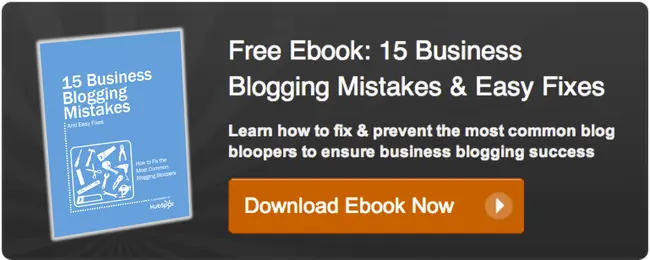 15 Business
Blogging
Mistakes
And Easy Fixes
How to Fix the
Most Common
Blogging Bloopers
HubSpot
Free Ebook: 15 Business
Blogging Mistakes & Easy Fixes
Learn how to fix & prevent the most common blog
bloopers to ensure business blogging success
Download Ebook Now